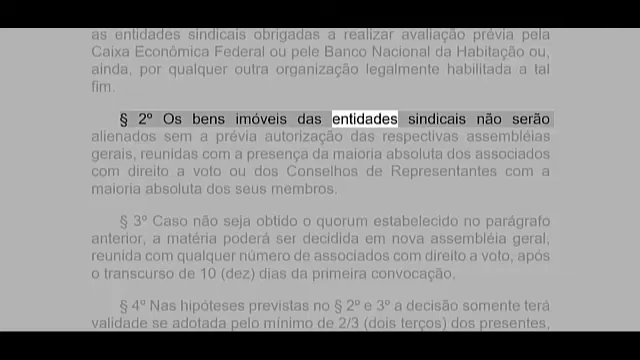 as entidades sindicais obrigadas a realizar avaliação prévia pela
Caixa Econômica Federal ou pele Banco Nacional da Habitação ou,
ainda, por qualquer outra organização legalmente habilitada a tal
fim.
§ 2º Os bens imóveis das entidades sindicais não serão
alienados sem a prévia autorização das respectivas assembléias
gerais, reunidas com a presença da maioria absoluta dos associados
com direito a voto ou dos Conselhos de Representantes com a
maioria absoluta dos seus membros.
§ 3º Caso não seja obtido o quorum estabelecido no parágrafo
anterior, a matéria poderá ser decidida em nova assembléia geral,
reunida com qualquer número de associados com direito a voto, após
o transcurso de 10 (dez) dias da primeira convocação.
§ 4º Nas hipóteses previstas no § 2º e 3º a decisão somente terá
validade se adotada pelo mínimo de 2/3 (dois terços) dos presentes,